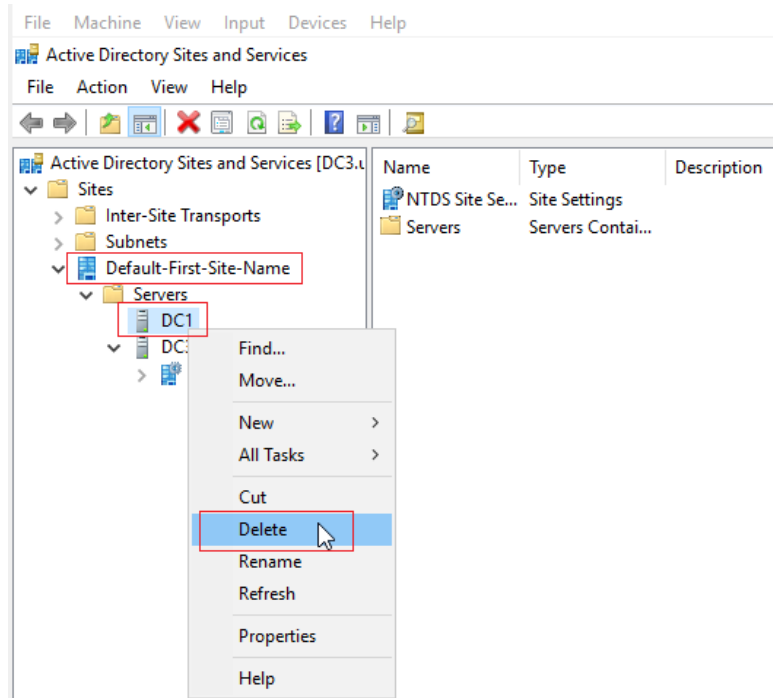 File Machine View Input Devices Help
Active Directory Sites and Services
File Action View Help
Active Directory Sites and Services [DC3.u
Sites
Inter-Site Transports
Subnets
Default-First-Site-Name
Servers
DC1
DC3
Name Type Description
NTDS Site Se... Site Settings
Servers Servers Contai...
Find...
Move...
New
All Tasks
Cut
Delete
Rename
Refresh
Properties
Help